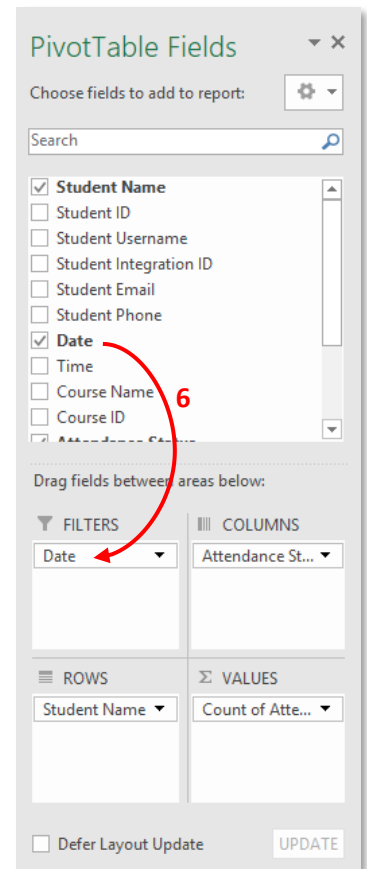 PivotTable Fields
Choose fields to add to report:
Search
Student Name
Student ID
Student Username
Student Integration ID
Student Email
Student Phone
Date
Time
Course Name
6
Course ID
Attendance Status
Drag fields between areas below:
FILTERS
COLUMNS
Date
Attendance St...
ROWS
Σ VALUES
Student Name
Count of Atte...
Defer Layout Update
UPDATE